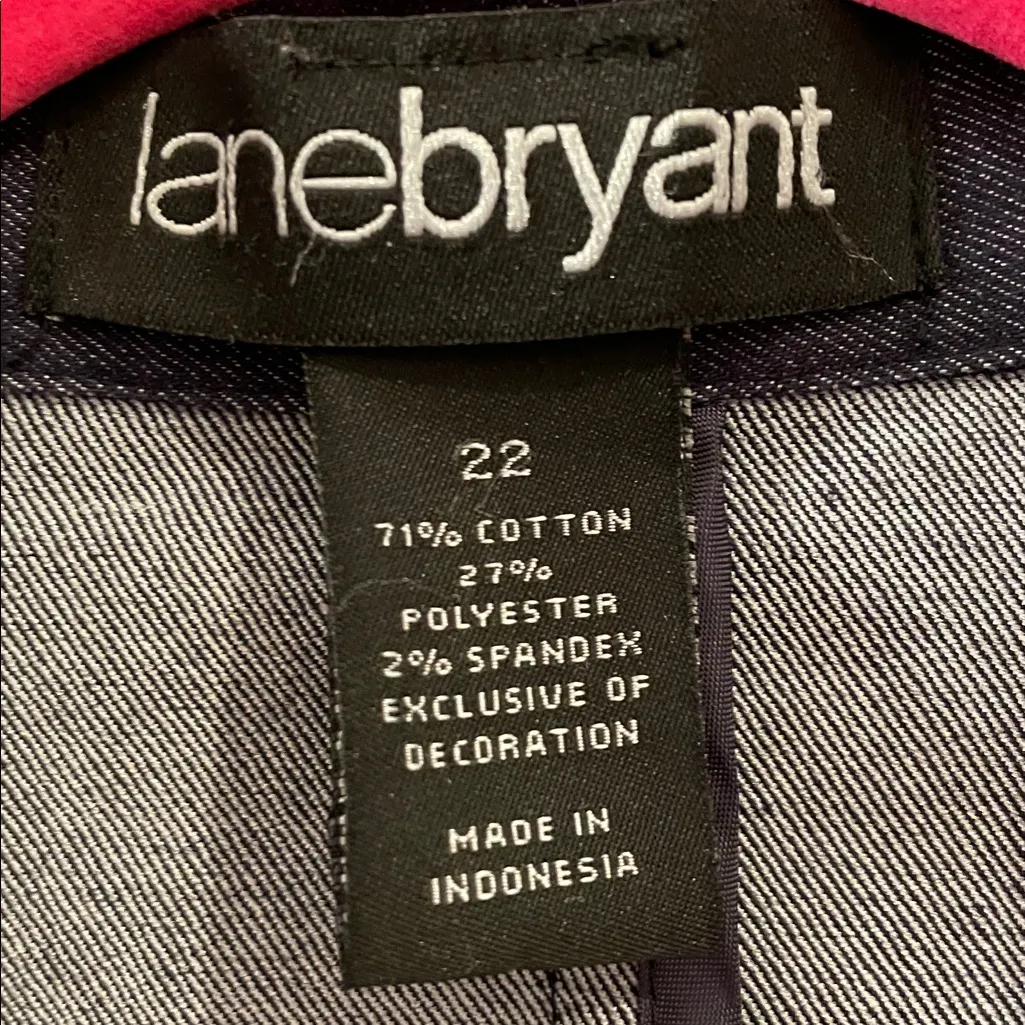 lanebryant
22
71% COTTON
27%
POLYESTER
2% SPANDEX
EXCLUSIVE OF
DECORATION
MADE IN
INDONESIA